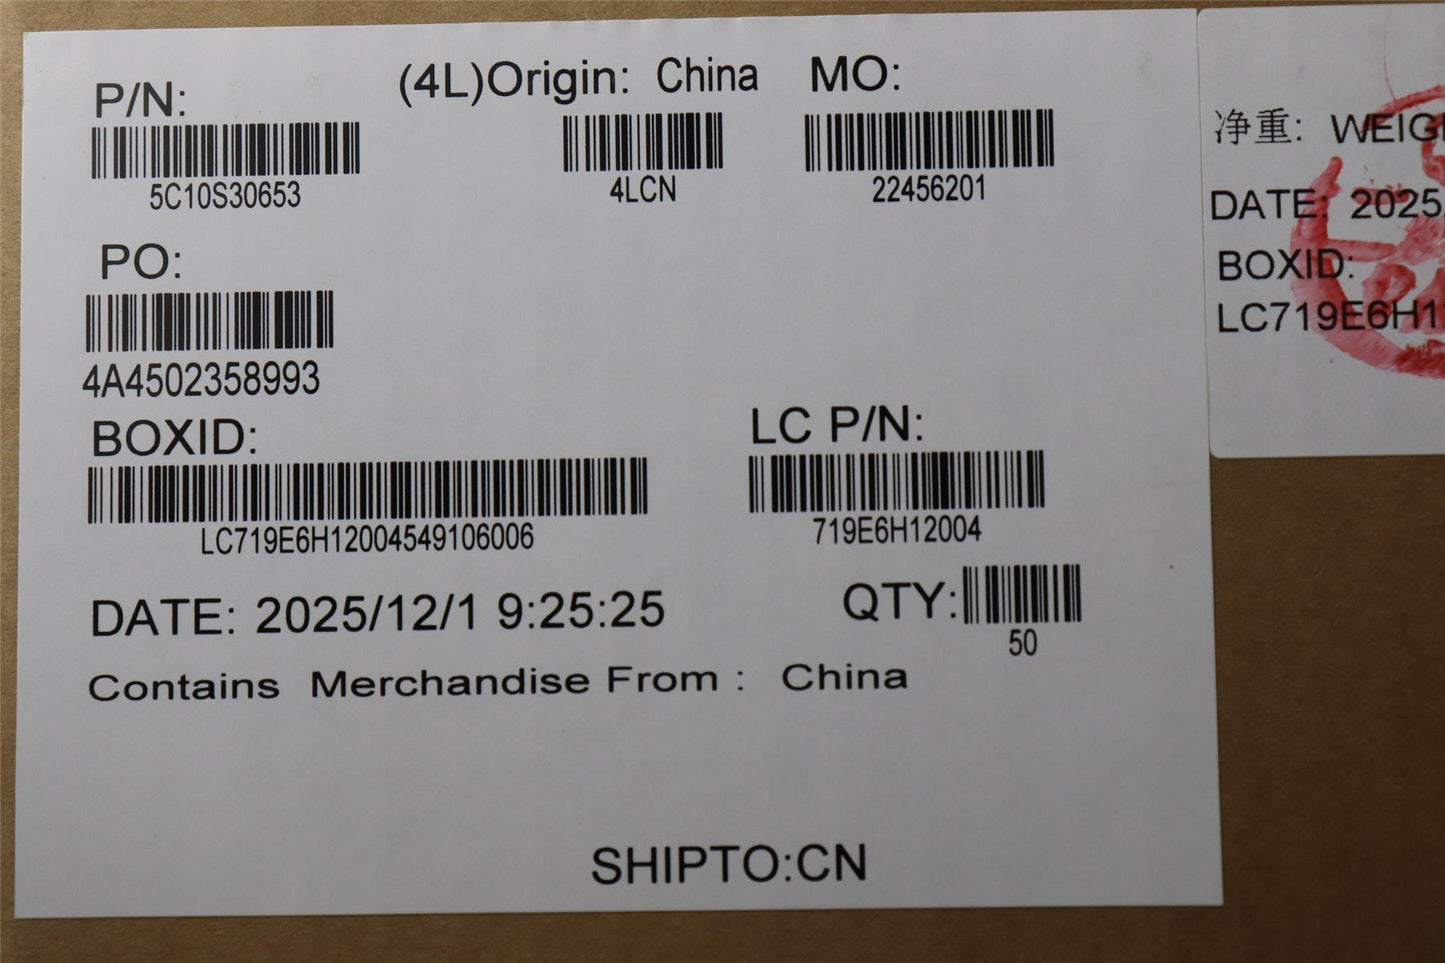 P/N:
5C10S30653
(4L)Origin: China
4LCN
MO:
22456201
PO:
4A4502358993
BOXID:
LC719E6H12004549106006
LC P/N:
719E6H12004
DATE: 2025/12/1 9:25:25
QTY:
50
Contains Merchandise From : China
SHIPTO:CN
净重: WEIG
DATE: 2025
BOXID:
LC719E6H1